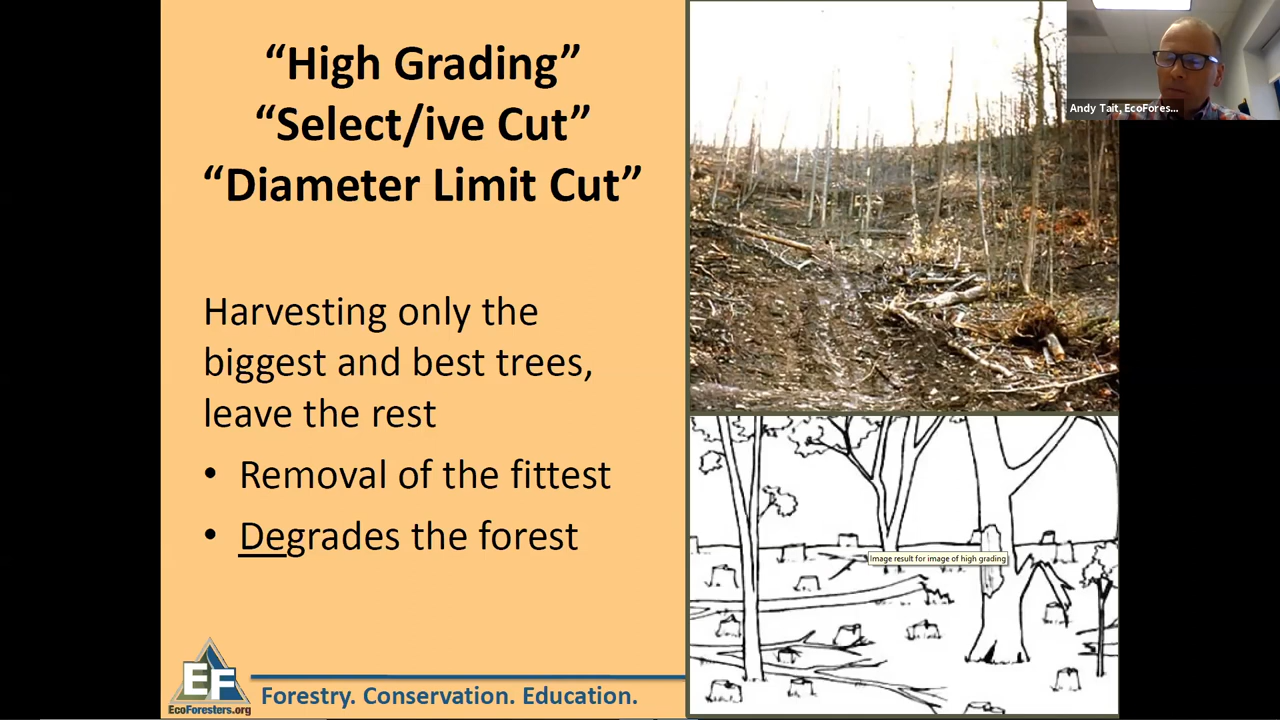 “High Grading”
“Select/ive Cut”
“Diameter Limit Cut”
Harvesting only the
biggest and best trees,
leave the rest
• Removal of the fittest
• Degrades the forest
EF
EcoForesters.org
Forestry. Conservation. Education.
Andy Tait, EcoFores...
Image result for image of high grading